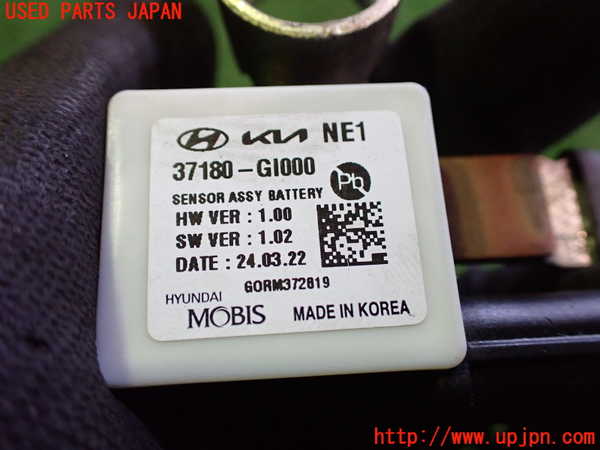 USED PARTS JAPAN
KIA NE1
37180-GI000
SENSOR ASSY BATTERY
Pb
HW VER : 1.00
SW VER : 1.02
DATE : 24.03.22
GORM372819
HYUNDAI
MOBIS
MADE IN KOREA
http://www.upjpn.com/